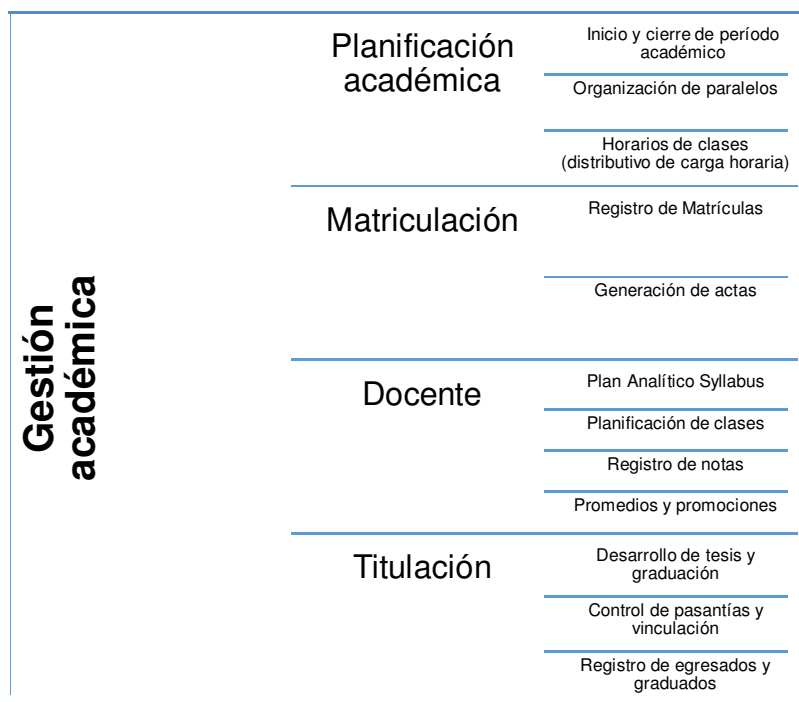 Gestión
académica
Planificación
académica
Inicio y cierre de período
académico
Organización de paralelos
Horarios de clases
(distributivo de carga horaria)
Matriculación
Registro de Matrículas
Generación de actas
Docente
Plan Analítico Syllabus
Planificación de clases
Registro de notas
Promedios y promociones
Titulación
Desarrollo de tesis y
graduación
Control de pasantías y
vinculación
Registro de egresados y
graduados